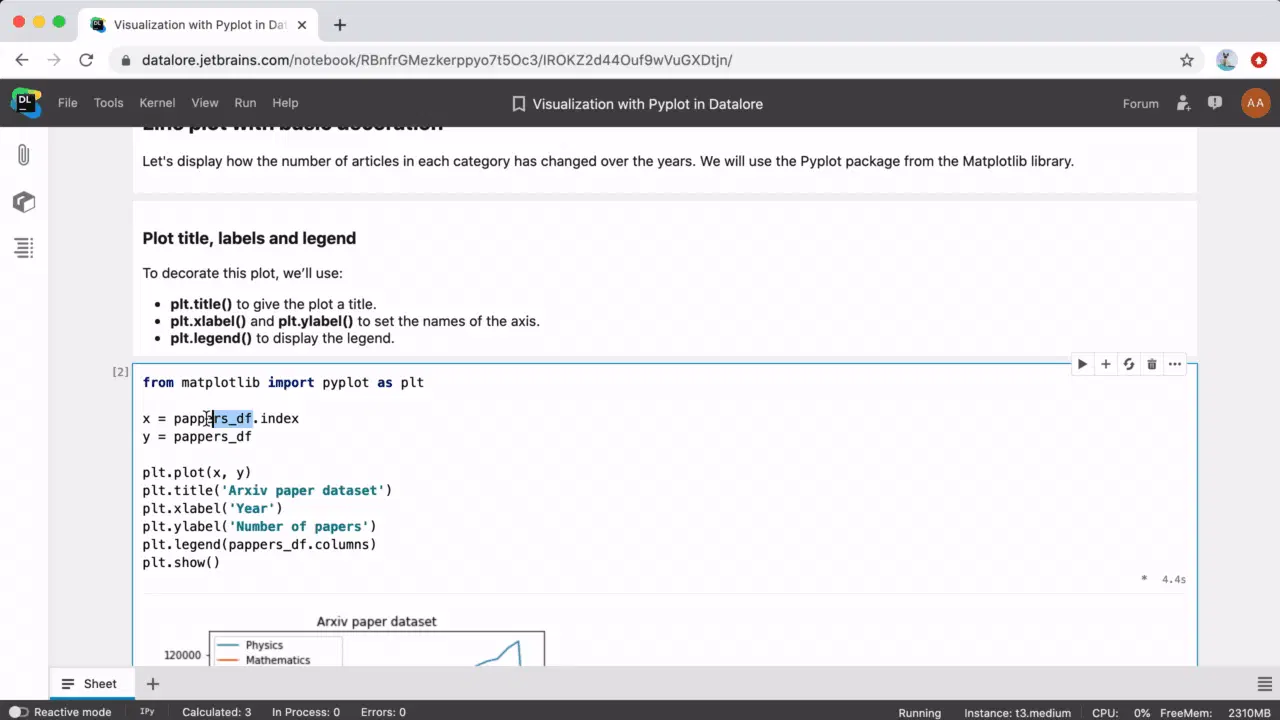 Visualization with Pyplot in Dat
datalore.jetbrains.com/notebook/RBnfrGMezkerppyo7t5Oc3/IROKZ2d44Ouf9wVuGXDtjn/
DL File Tools Kernel View Run Help Visualization with Pyplot in Datalore Forum AA
Line plot with basic decoration
Let's display how the number of articles in each category has changed over the years. We will use the Pyplot package from the Matplotlib library.
Plot title, labels and legend
To decorate this plot, we'll use:
• plt.title() to give the plot a title.
• plt.xlabel() and plt.ylabel() to set the names of the axis.
• plt.legend() to display the legend.
[2]
from matplotlib import pyplot as plt
x = pappers_df.index
y = pappers_df
plt.plot(x, y)
plt.title('Arxiv paper dataset')
plt.xlabel('Year')
plt.ylabel('Number of papers')
plt.legend(pappers_df.columns)
plt.show()
* 4.4s
Arxiv paper dataset
Physics
120000
Mathematics
Sheet
Reactive mode IPy Calculated: 3 In Process: 0 Errors: 0 Running Instance: t3.medium CPU: 0% FreeMem: 2310MB